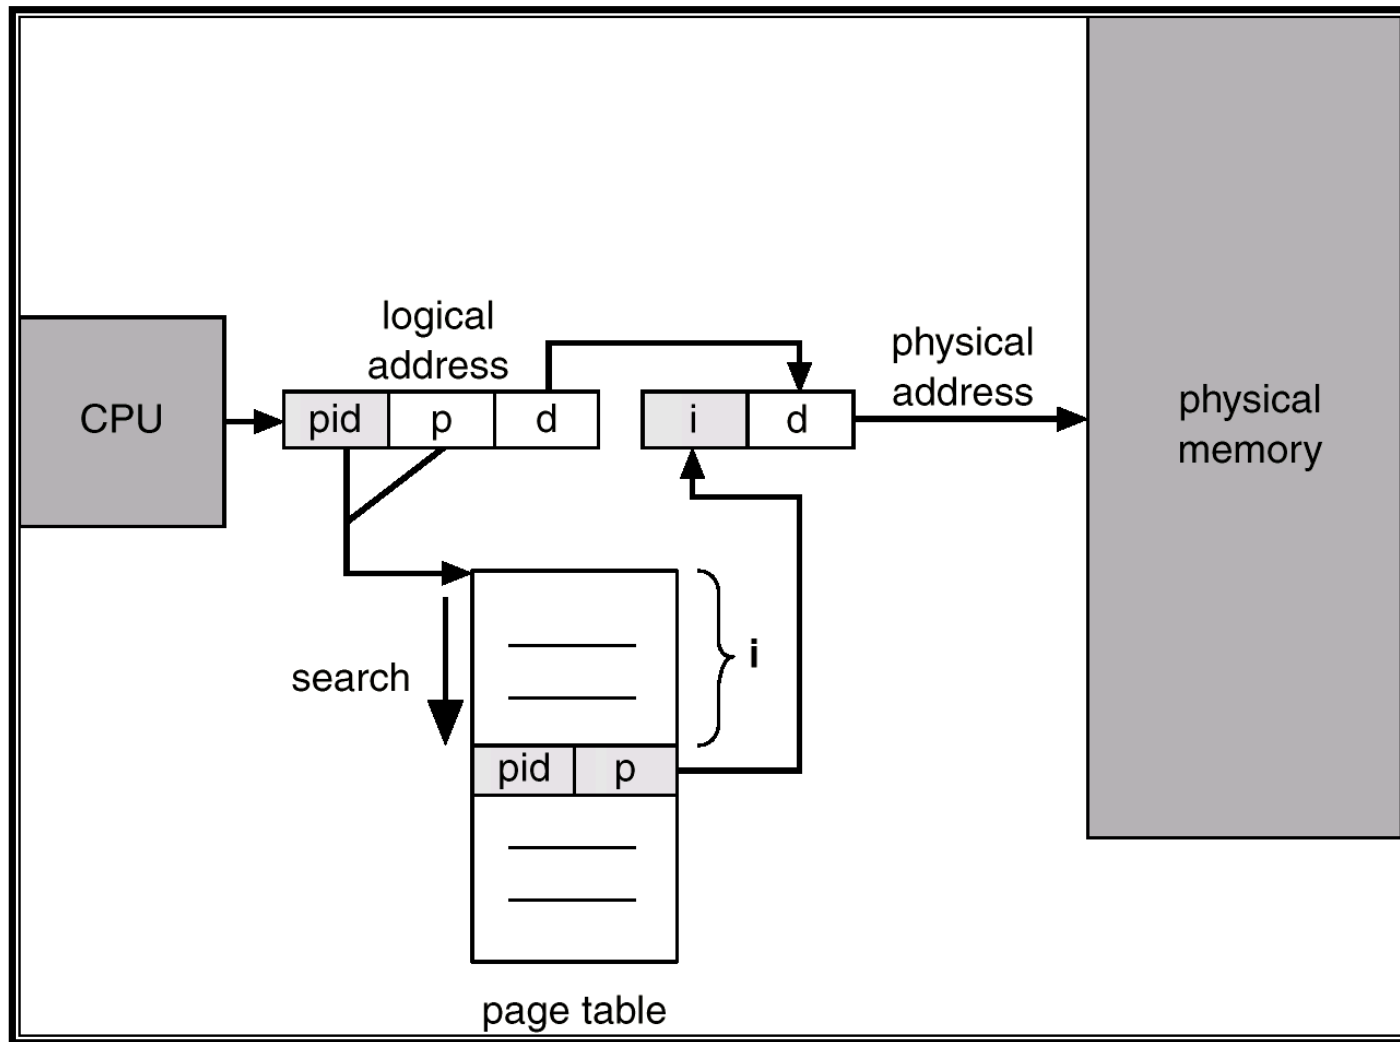 logical
address
physical
address
CPU
pid p d
i d
physical
memory
search
i
pid p
page table